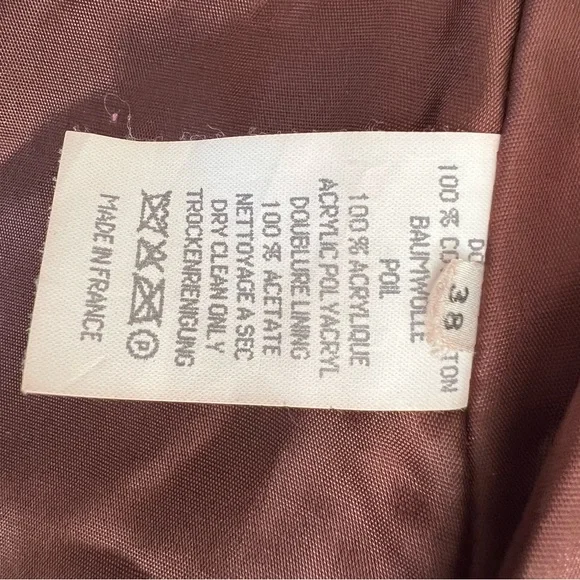 DO
100 % CO TON
BAUMWOLLE
38
POIL
100% ACRYLIQUE
ACRYLIC POLYACRYL
DOUBLURE LINING
100 % ACETATE
NETTOYAGE A SEC
DRY CLEAN ONLY
TROCKENREINIGUNG
P
MADE IN FRANCE